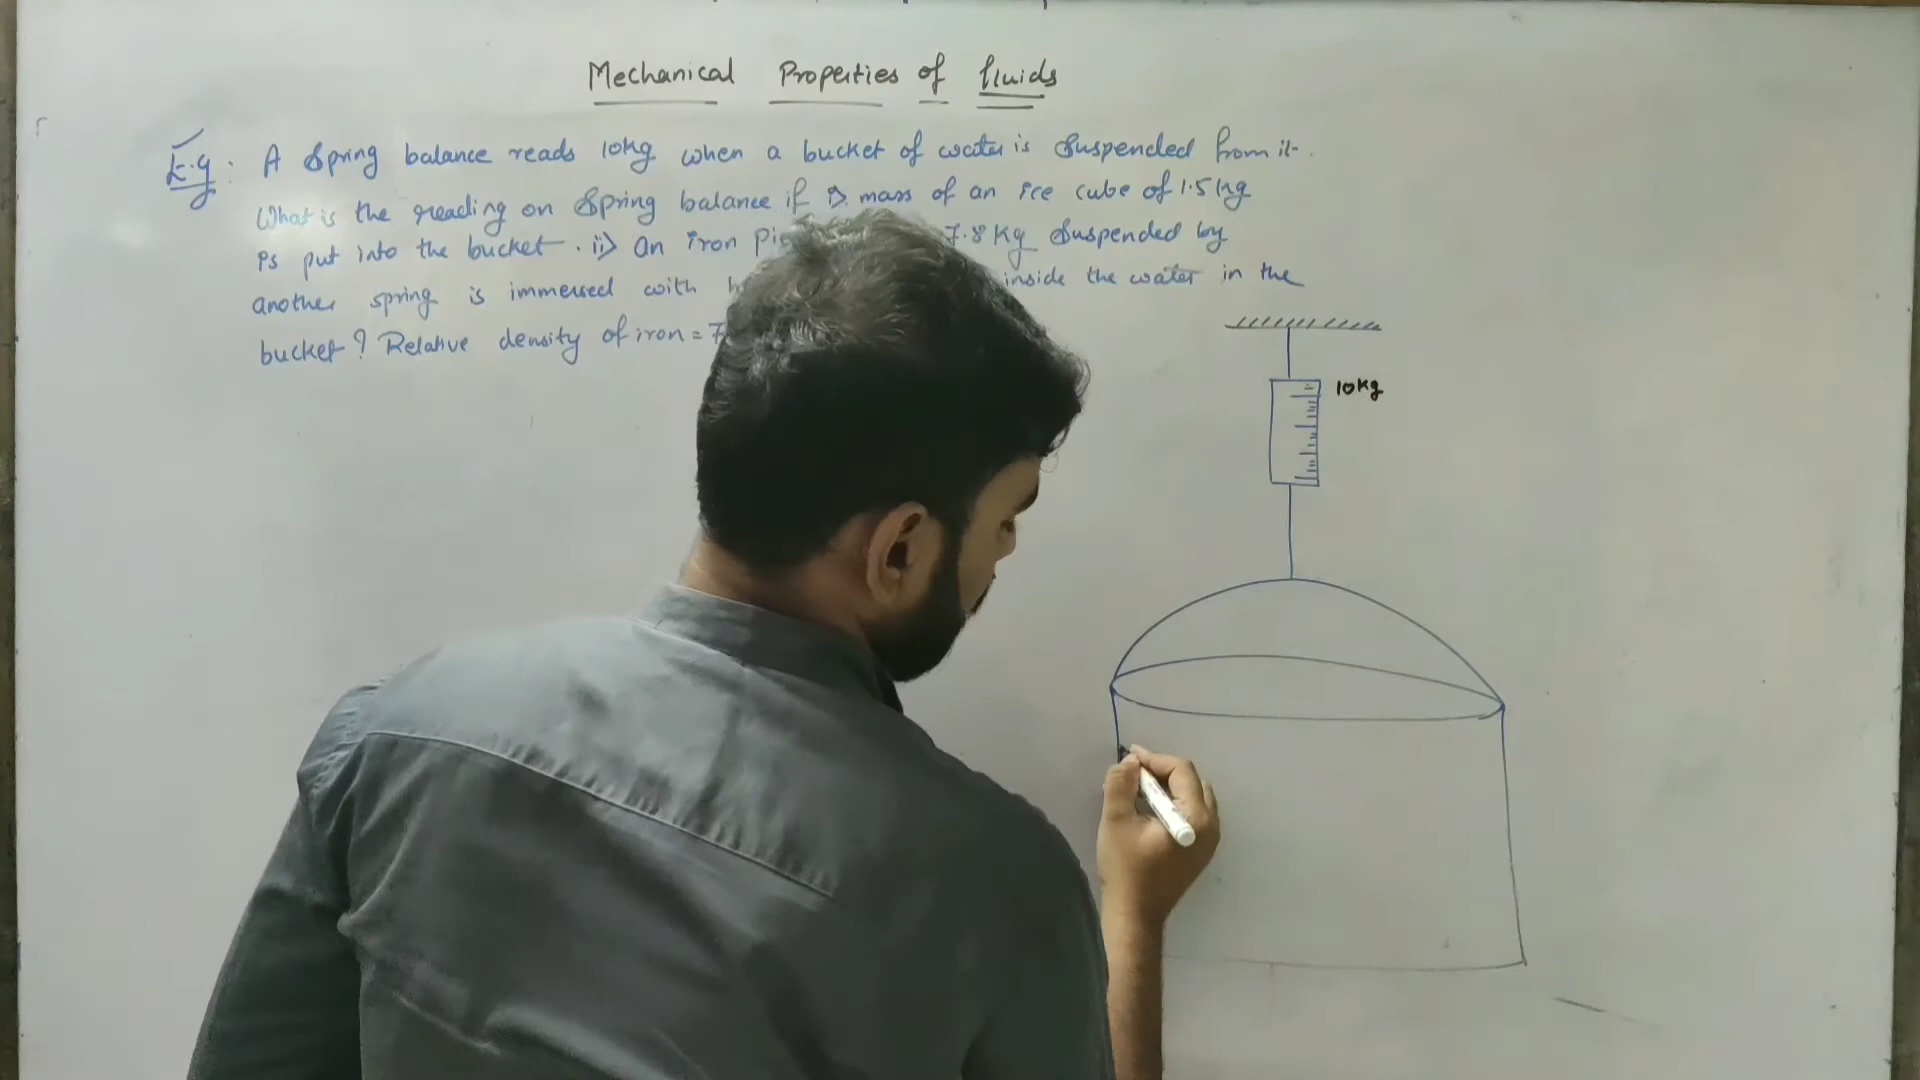 Mechanical Properties of fluids
E.g : A Spring balance reads 10kg when a bucket of water is Suspended from it.
What is the reading on Spring balance if i> mass of an ice cube of 1.5kg
is put into the bucket. ii> an iron 7.8 Kg Suspended by
another spring is immersed with inside the water in the
bucket? Relative density of iron = 7
10kg